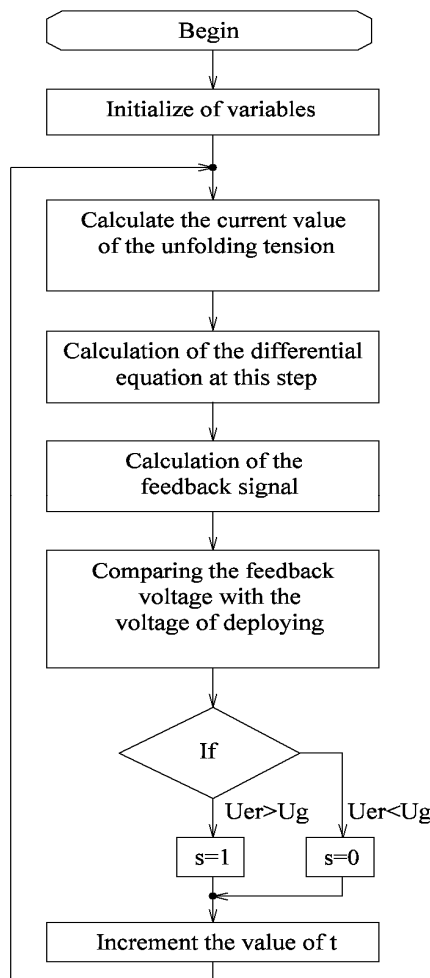 Begin
Initialize of variables
Calculate the current value
of the unfolding tension
Calculation of the differential
equation at this step
Calculation of the
feedback signal
Comparing the feedback
voltage with the
voltage of deploying
If
Uer>Ug
Uer<Ug
s=1
s=0
Increment the value of t